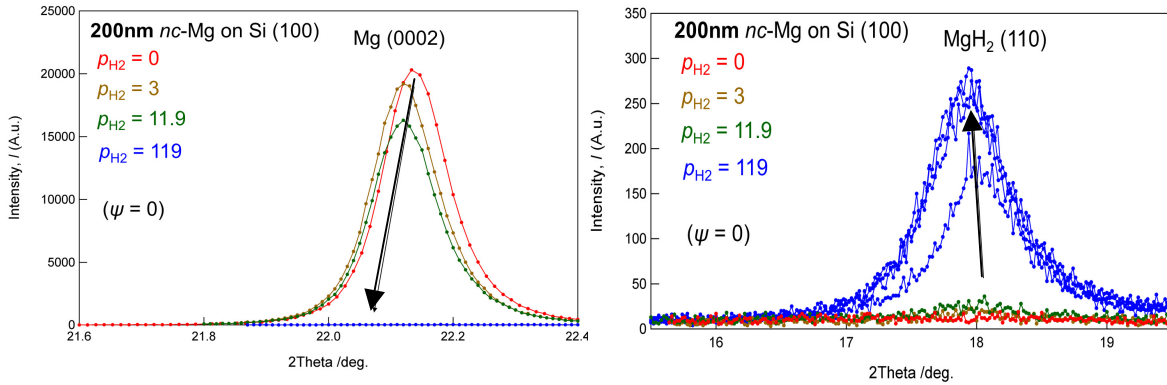 200nm nc-Mg on Si (100)
Mg (0002)
pH2 = 0
pH2 = 3
pH2 = 11.9
pH2 = 119
(ψ = 0)
25000
20000
15000
10000
5000
0
Intensity, I (A.u.)
21.6 21.8 22.0 22.2 22.4
2Theta /deg.
200nm nc-Mg on Si (100)
MgH2 (110)
pH2 = 0
pH2 = 3
pH2 = 11.9
pH2 = 119
(ψ = 0)
350
300
250
200
150
100
50
0
Intensity, I (A.u.)
16 17 18 19
2Theta /deg.